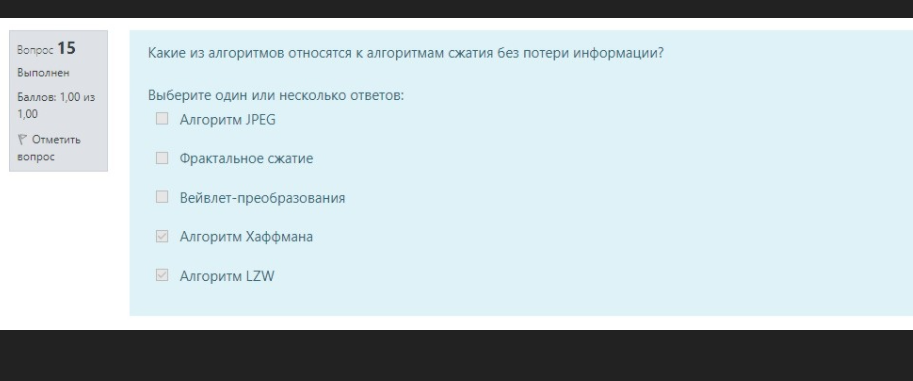 Вопрос 15
Выполнен
Баллов: 1,00 из
1,00
Отметить
вопрос
Какие из алгоритмов относятся к алгоритмам сжатия без потери информации?
Выберите один или несколько ответов:
Алгоритм JPEG
Фрактальное сжатие
Вейвлет-преобразования
Алгоритм Хаффмана
Алгоритм LZW